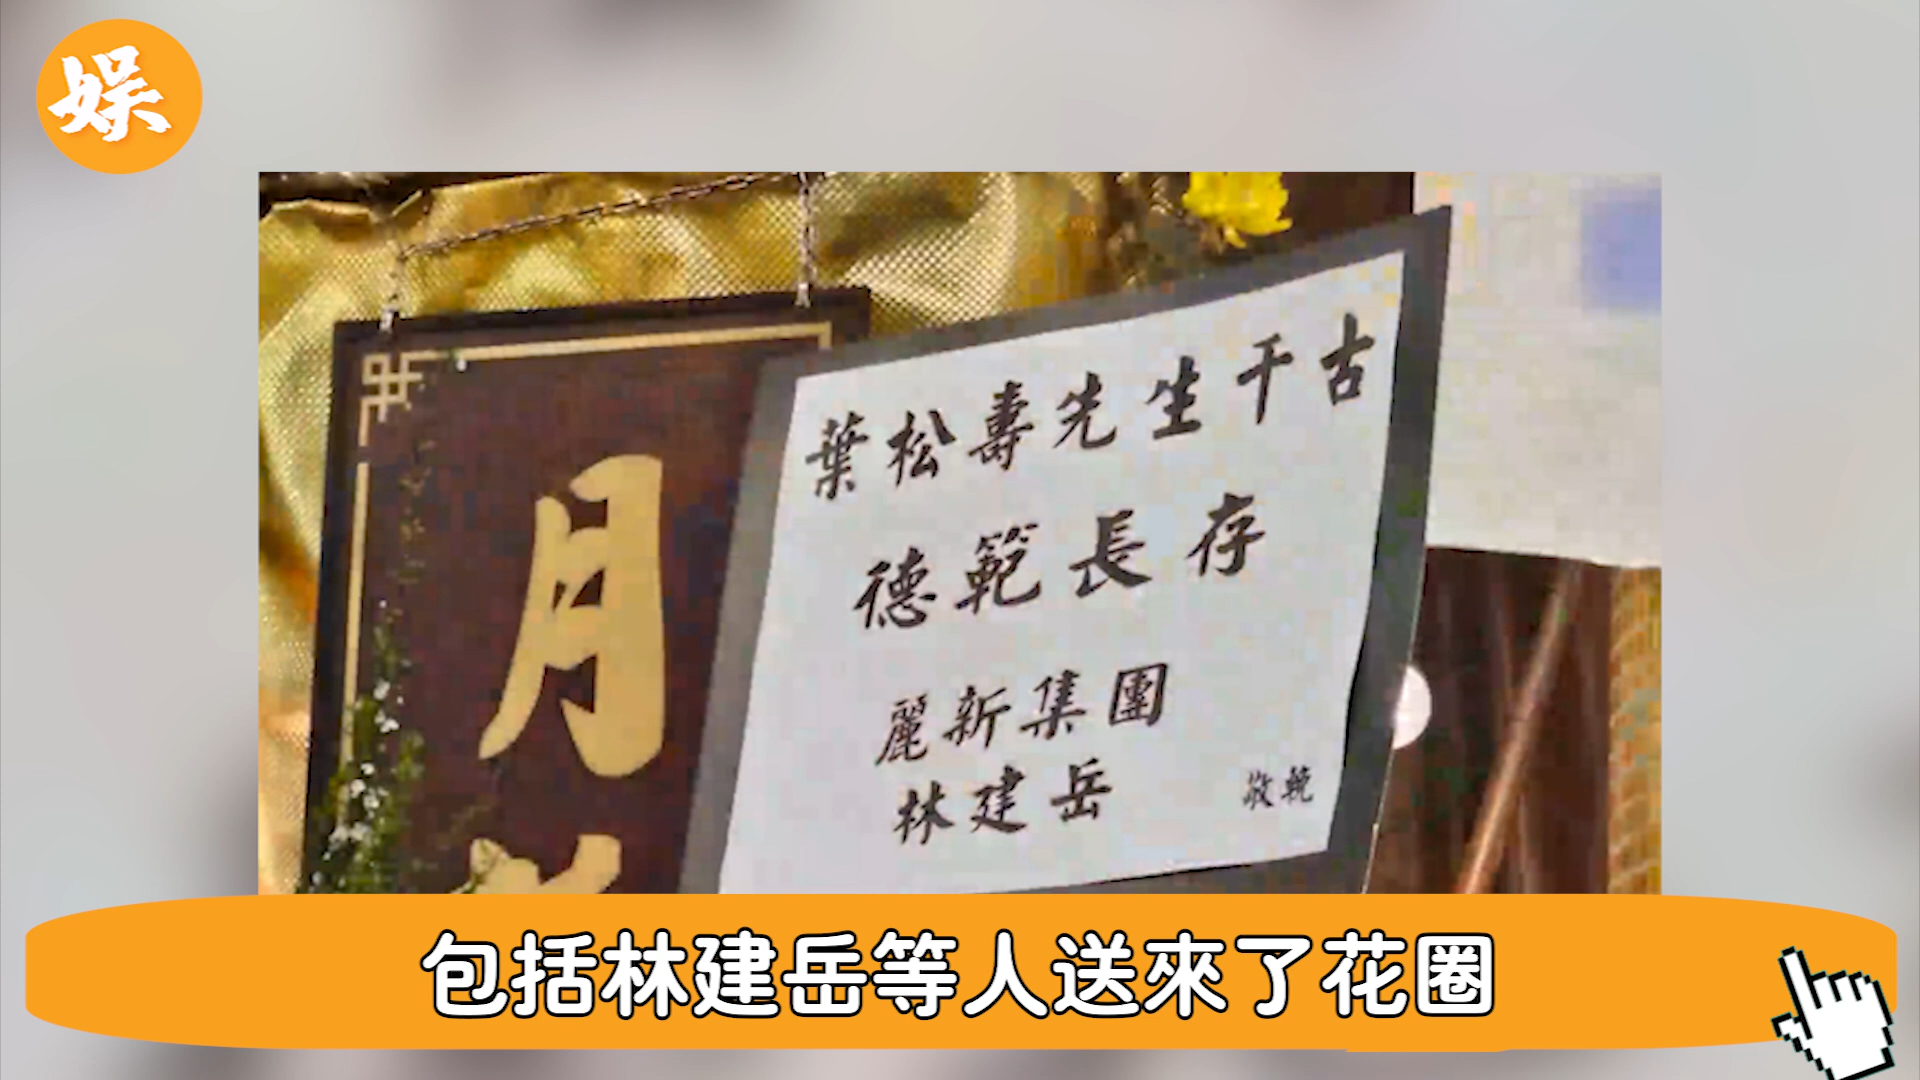 娱
月
葉松壽先生千古
德範長存
麗新集團
林建岳 敬輓
包括林建岳等人送來了花圈